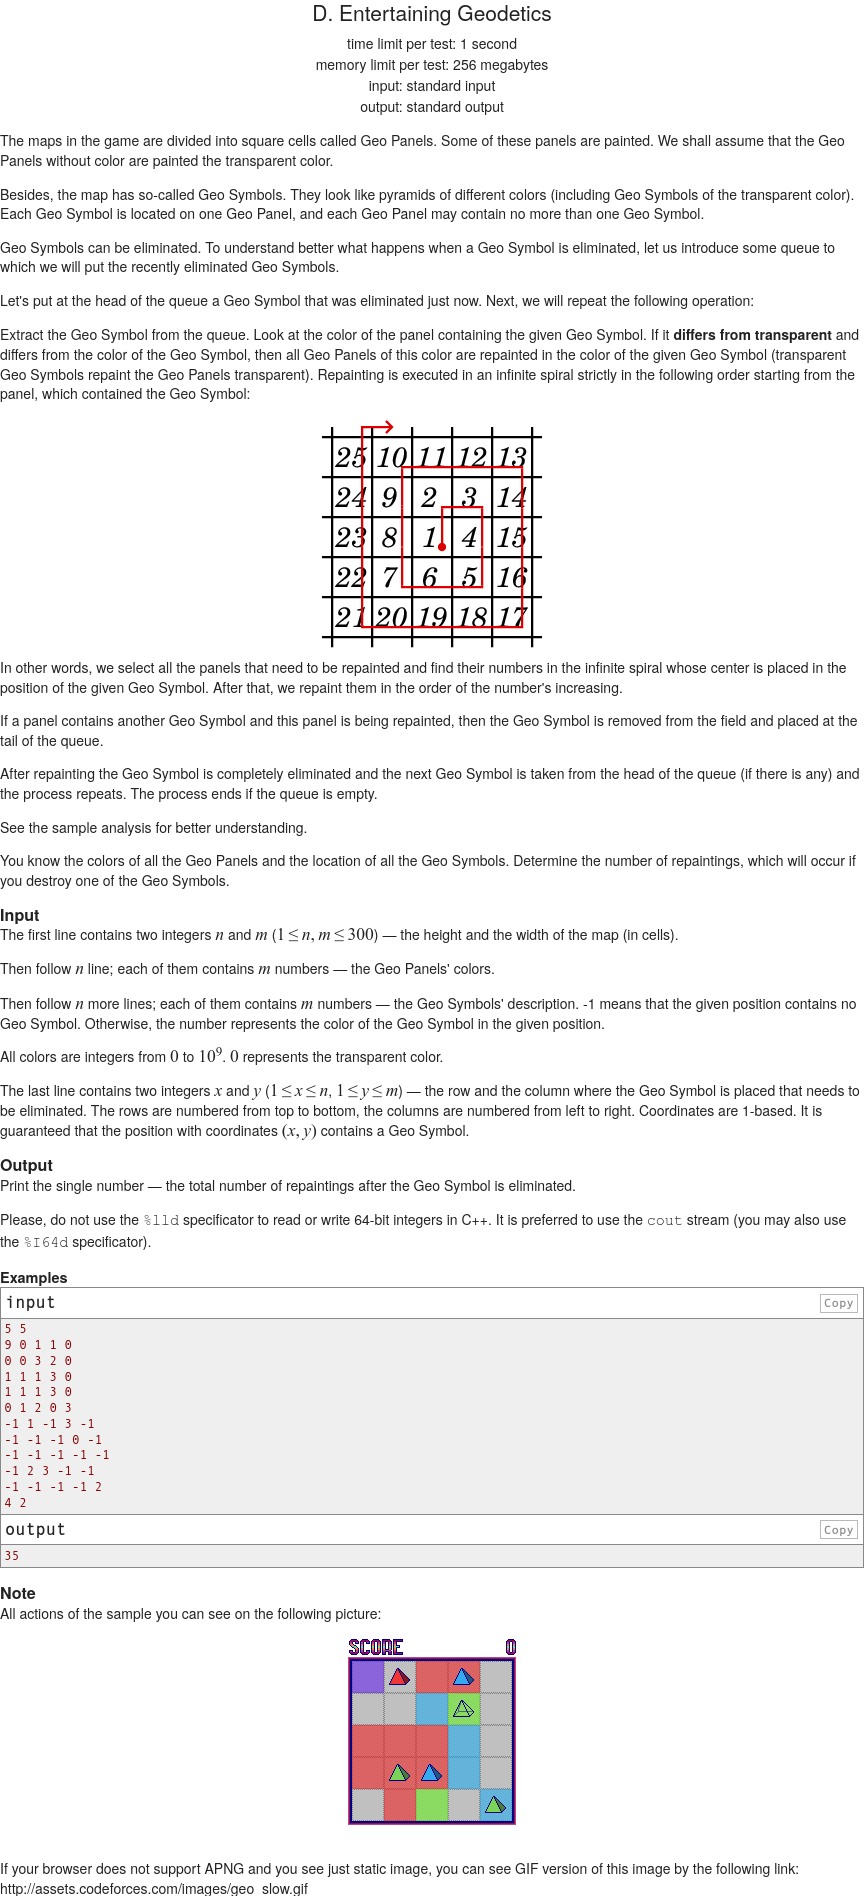 D. Entertaining Geodetics
time limit per test: 1 second
memory limit per test: 256 megabytes
input: standard input
output: standard output
The maps in the game are divided into square cells called Geo Panels. Some of these panels are painted. We shall assume that the Geo
Panels without color are painted the transparent color.
Besides, the map has so-called Geo Symbols. They look like pyramids of different colors (including Geo Symbols of the transparent color).
Each Geo Symbol is located on one Geo Panel, and each Geo Panel may contain no more than one Geo Symbol.
Geo Symbols can be eliminated. To understand better what happens when a Geo Symbol is eliminated, let us introduce some queue to
which we will put the recently eliminated Geo Symbols.
Let's put at the head of the queue a Geo Symbol that was eliminated just now. Next, we will repeat the following operation:
Extract the Geo Symbol from the queue. Look at the color of the panel containing the given Geo Symbol. If it differs from transparent and
differs from the color of the Geo Symbol, then all Geo Panels of this color are repainted in the color of the given Geo Symbol (transparent
Geo Symbols repaint the Geo Panels transparent). Repainting is executed in an infinite spiral strictly in the following order starting from the
panel, which contained the Geo Symbol:
25 10 11 12 13
24 9 2 3 14
23 8 1 4 15
22 7 6 5 16
21 20 19 18 17
In other words, we select all the panels that need to be repainted and find their numbers in the infinite spiral whose center is placed in the
position of the given Geo Symbol. After that, we repaint them in the order of the number's increasing.
If a panel contains another Geo Symbol and this panel is being repainted, then the Geo Symbol is removed from the field and placed at the
tail of the queue.
After repainting the Geo Symbol is completely eliminated and the next Geo Symbol is taken from the head of the queue (if there is any) and
the process repeats. The process ends if the queue is empty.
See the sample analysis for better understanding.
You know the colors of all the Geo Panels and the location of all the Geo Symbols. Determine the number of repaintings, which will occur if
you destroy one of the Geo Symbols.
Input
The first line contains two integers n and m (1 ≤ n, m ≤ 300) — the height and the width of the map (in cells).
Then follow n line; each of them contains m numbers — the Geo Panels' colors.
Then follow n more lines; each of them contains m numbers — the Geo Symbols' description. -1 means that the given position contains no
Geo Symbol. Otherwise, the number represents the color of the Geo Symbol in the given position.
All colors are integers from 0 to 10⁹. 0 represents the transparent color.
The last line contains two integers x and y (1 ≤ x ≤ n, 1 ≤ y ≤ m) — the row and the column where the Geo Symbol is placed that needs to
be eliminated. The rows are numbered from top to bottom, the columns are numbered from left to right. Coordinates are 1-based. It is
guaranteed that the position with coordinates (x, y) contains a Geo Symbol.
Output
Print the single number — the total number of repaintings after the Geo Symbol is eliminated.
Please, do not use the %lld specificator to read or write 64-bit integers in C++. It is preferred to use the cout stream (you may also use
the %I64d specificator).
Examples
input Copy
5 5
9 0 1 1 0
0 0 3 2 0
1 1 1 3 0
1 1 1 3 0
0 1 2 0 3
-1 1 -1 3 -1
-1 -1 -1 0 -1
-1 -1 -1 -1 -1
-1 2 3 -1 -1
-1 -1 -1 -1 2
4 2
output Copy
35
Note
All actions of the sample you can see on the following picture:
SCORE 0
If your browser does not support APNG and you see just static image, you can see GIF version of this image by the following link:
http://assets.codeforces.com/images/geo_slow.gif